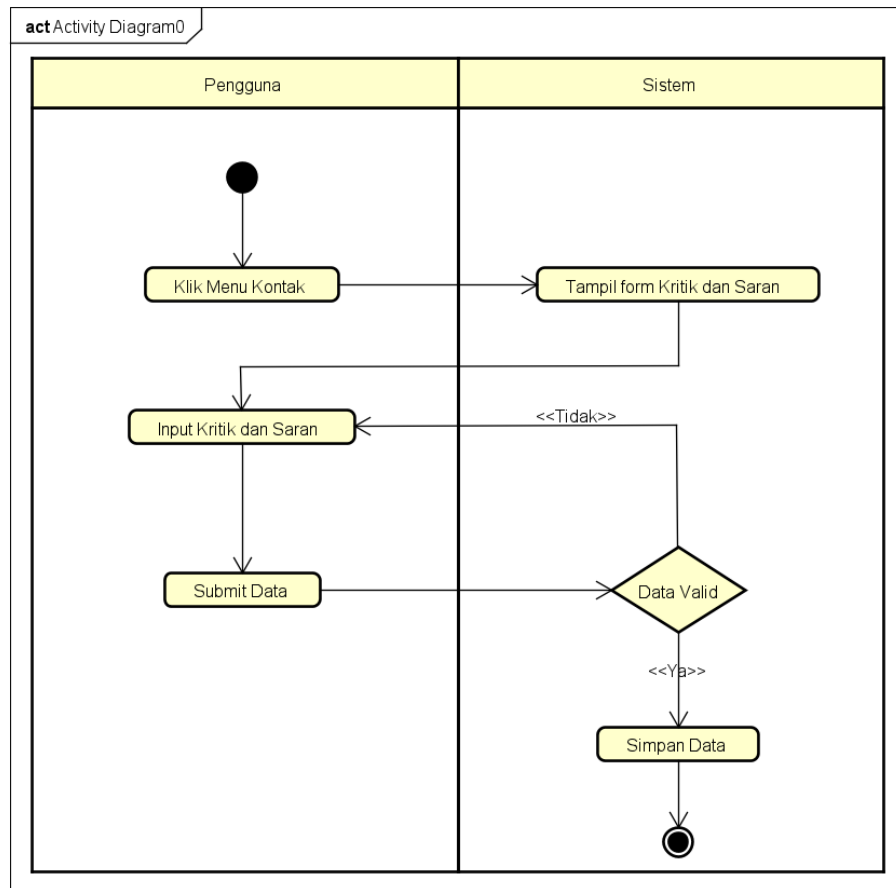 act Activity Diagram0
Pengguna
Sistem
Klik Menu Kontak
Tampil form Kritik dan Saran
<<Tidak>>
Input Kritik dan Saran
Submit Data
Data Valid
<<Ya>>
Simpan Data